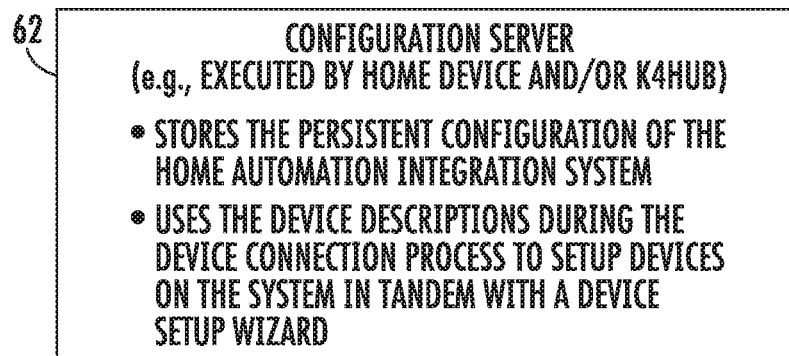 62
CONFIGURATION SERVER
(e.g., EXECUTED BY HOME DEVICE AND/OR K4HUB)
• STORES THE PERSISTENT CONFIGURATION OF THE
HOME AUTOMATION INTEGRATION SYSTEM
• USES THE DEVICE DESCRIPTIONS DURING THE
DEVICE CONNECTION PROCESS TO SETUP DEVICES
ON THE SYSTEM IN TANDEM WITH A DEVICE
SETUP WIZARD